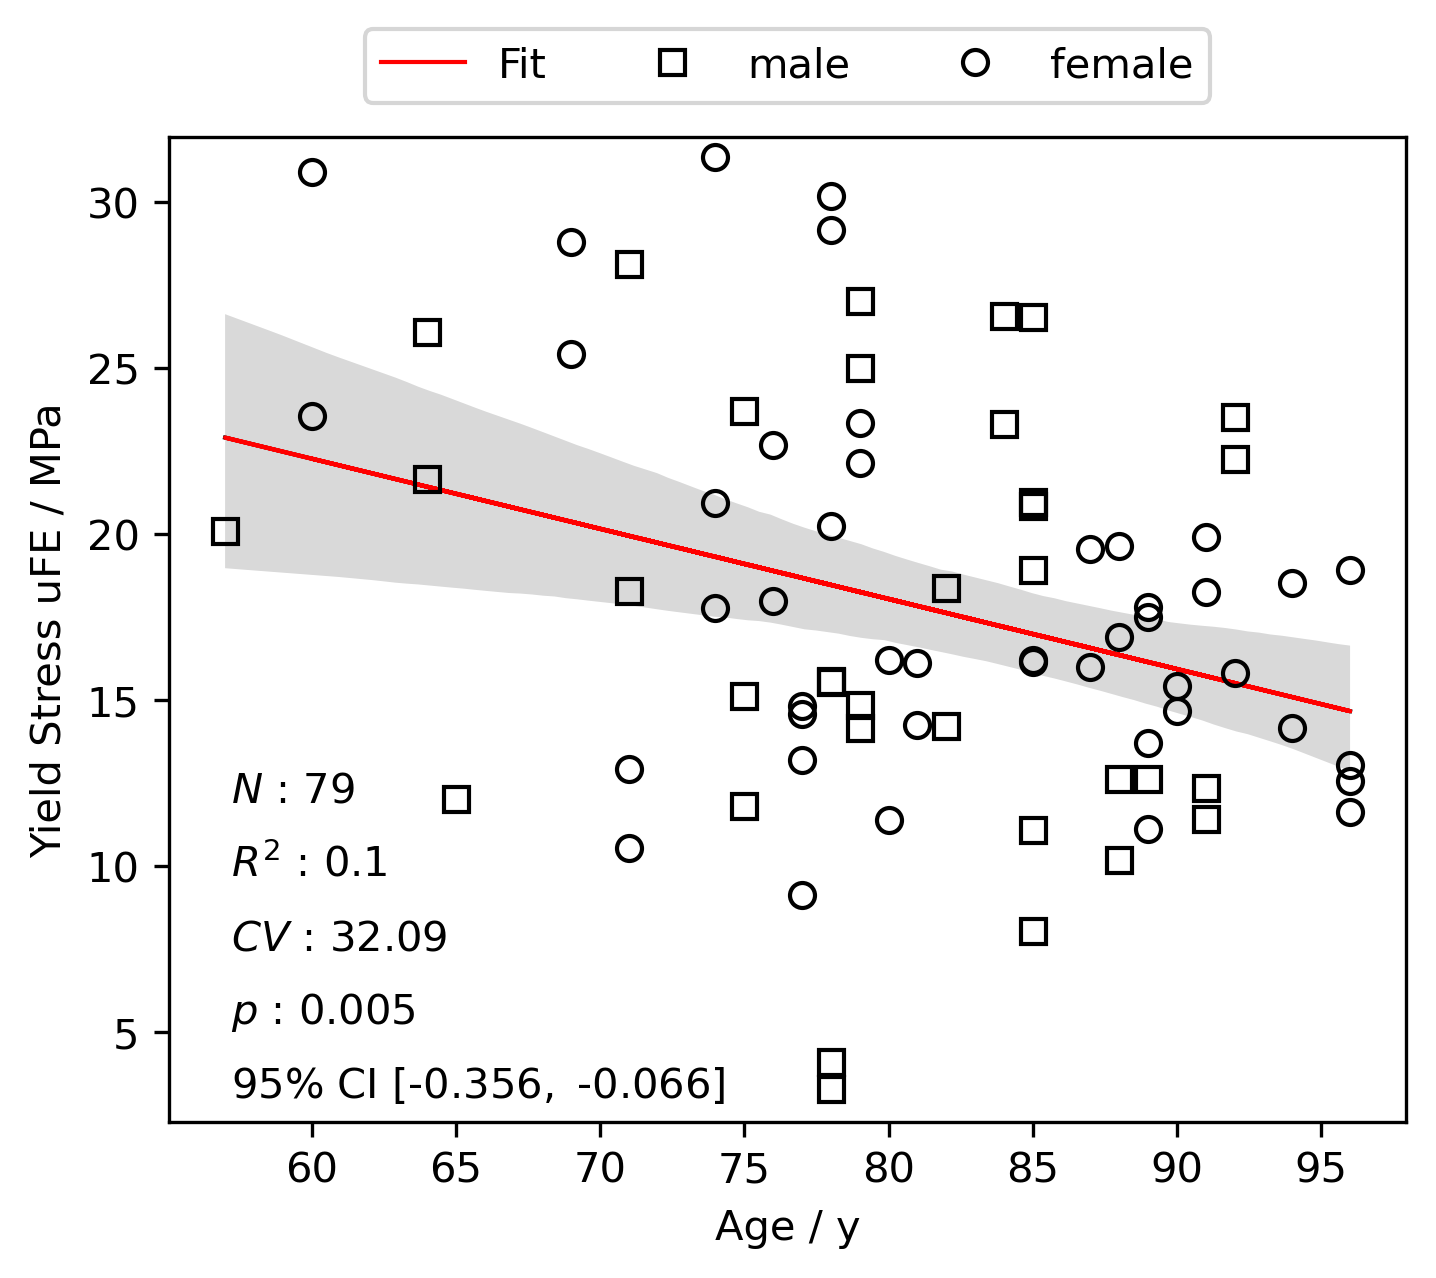 Fit male female
30
25
20
15
10
5
Yield Stress uFE / MPa
N : 79
R² : 0.1
CV : 32.09
p : 0.005
95% CI [-0.356, -0.066]
60 65 70 75 80 85 90 95
Age / y